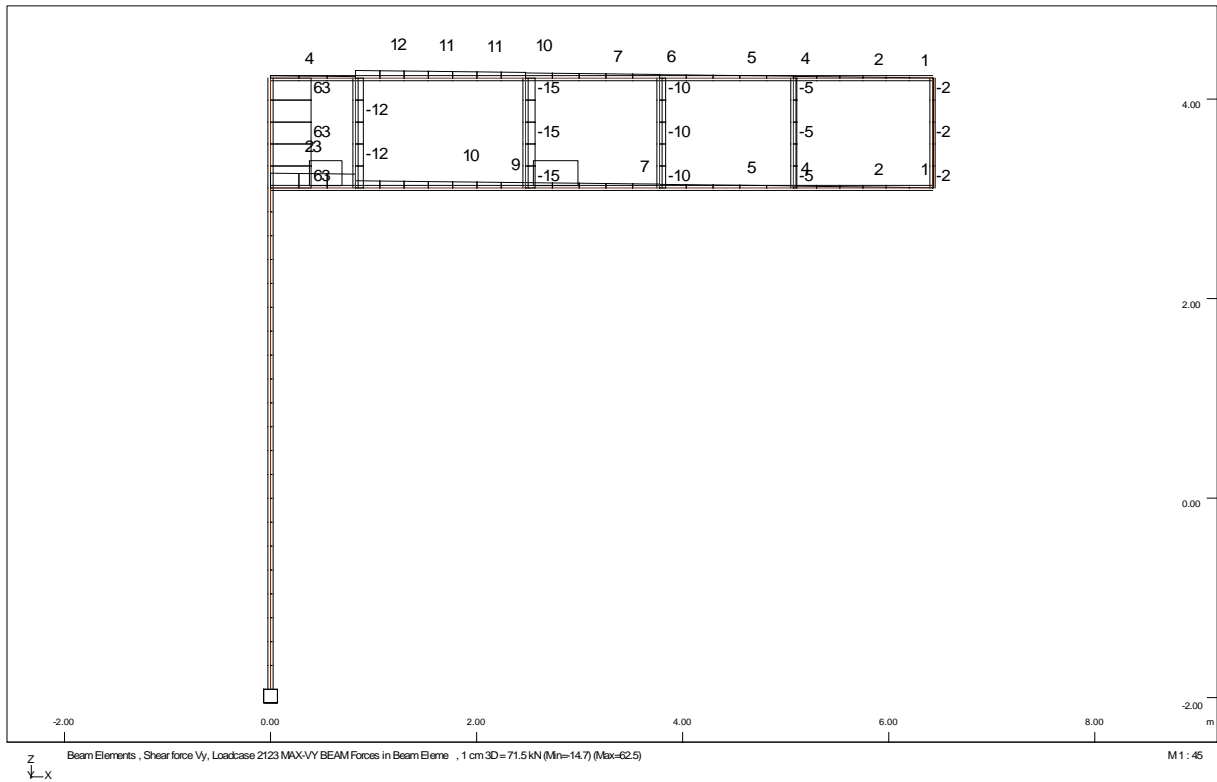 12 11 11 10 7 6 5 4 2 1
4
63 -15 -10 -5 -2
4.00
-12
63 -15 -10 -5 -2
23
-12 10 9 7 5 4 2 1
63 -15 -10 -5 -2
2.00
0.00
-2.00
-2.00 0.00 2.00 4.00 6.00 8.00 m
Z
X
Beam Elements , Shear force Vy, Loadcase 2123 MAX-VY BEAM Forces in Beam Eleme , 1 cm 3D = 71.5 kN (Min=-14.7) (Max=62.5) M 1 : 45